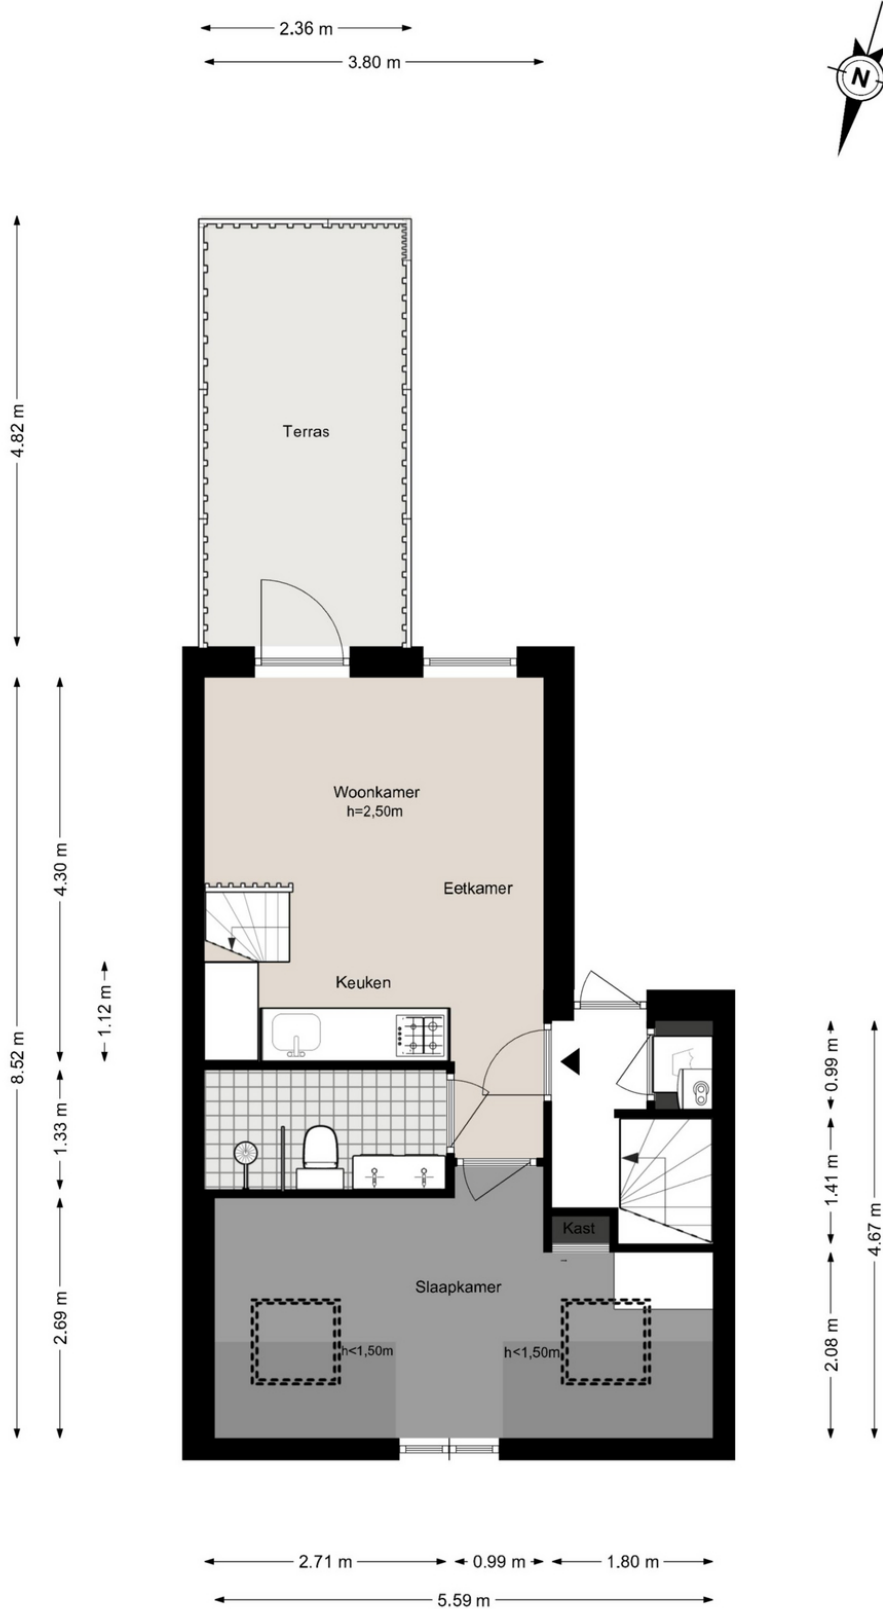 2.36 m
3.80 m
N
4.82 m
Terras
Woonkamer
h=2,50m
4.30 m
Eetkamer
Keuken
1.12 m
8.52 m
0.99 m
1.33 m
1.41 m
4.67 m
Kast
Slaapkamer
2.69 m
h<1,50m
h<1,50m
2.08 m
2.71 m
0.99 m
1.80 m
5.59 m